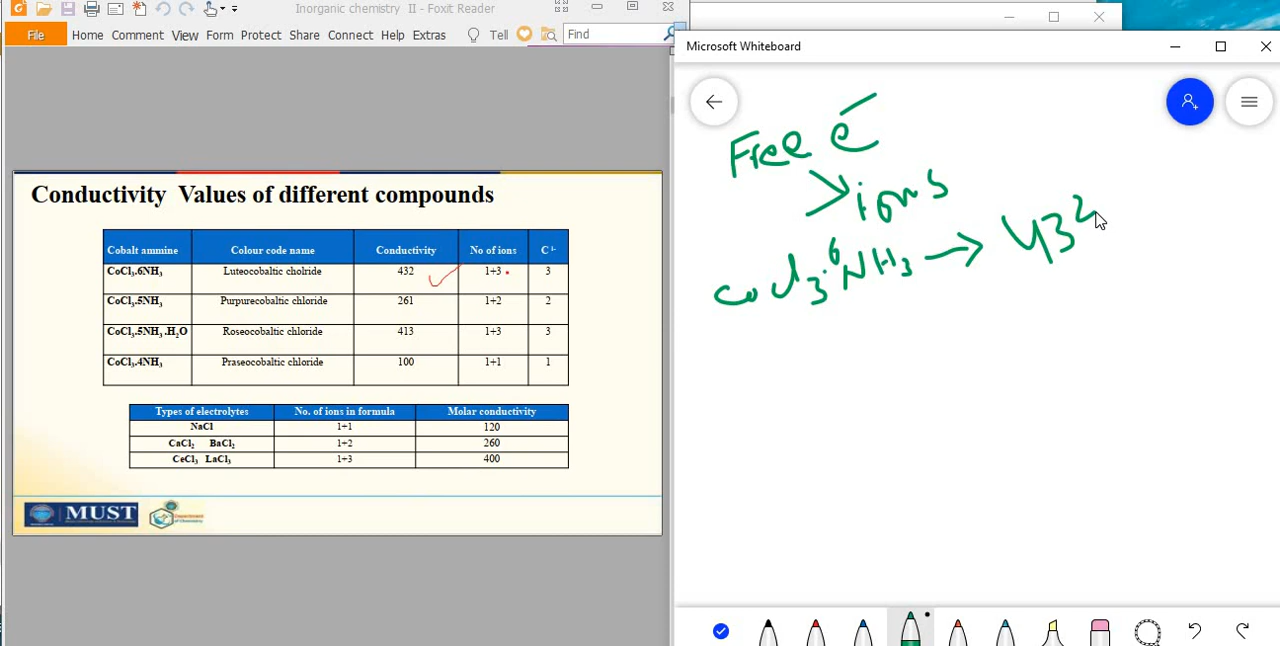 Inorganic chemistry II - Foxit Reader
File Home Comment View Form Protect Share Connect Help Extras Tell Find
Conductivity Values of different compounds
Cobalt ammine Colour code name Conductivity No of ions C¹⁻
CoCl₃.6NH₃ Luteocobaltic cholride 432 1+3 3
CoCl₃.5NH₃ Purpurecobaltic chloride 261 1+2 2
CoCl₃.5NH₃.H₂O Roseocobaltic chloride 413 1+3 3
CoCl₃.4NH₃ Praseocobaltic chloride 100 1+1 1
Types of electrolytes No. of ions in formula Molar conductivity
NaCl 1+1 120
CaCl₂ BaCl₂ 1+2 260
CeCl₃ LaCl₃ 1+3 400
MUST
Microsoft Whiteboard
Free e⁻
> ions
CoCl₃.6NH₃ → 432